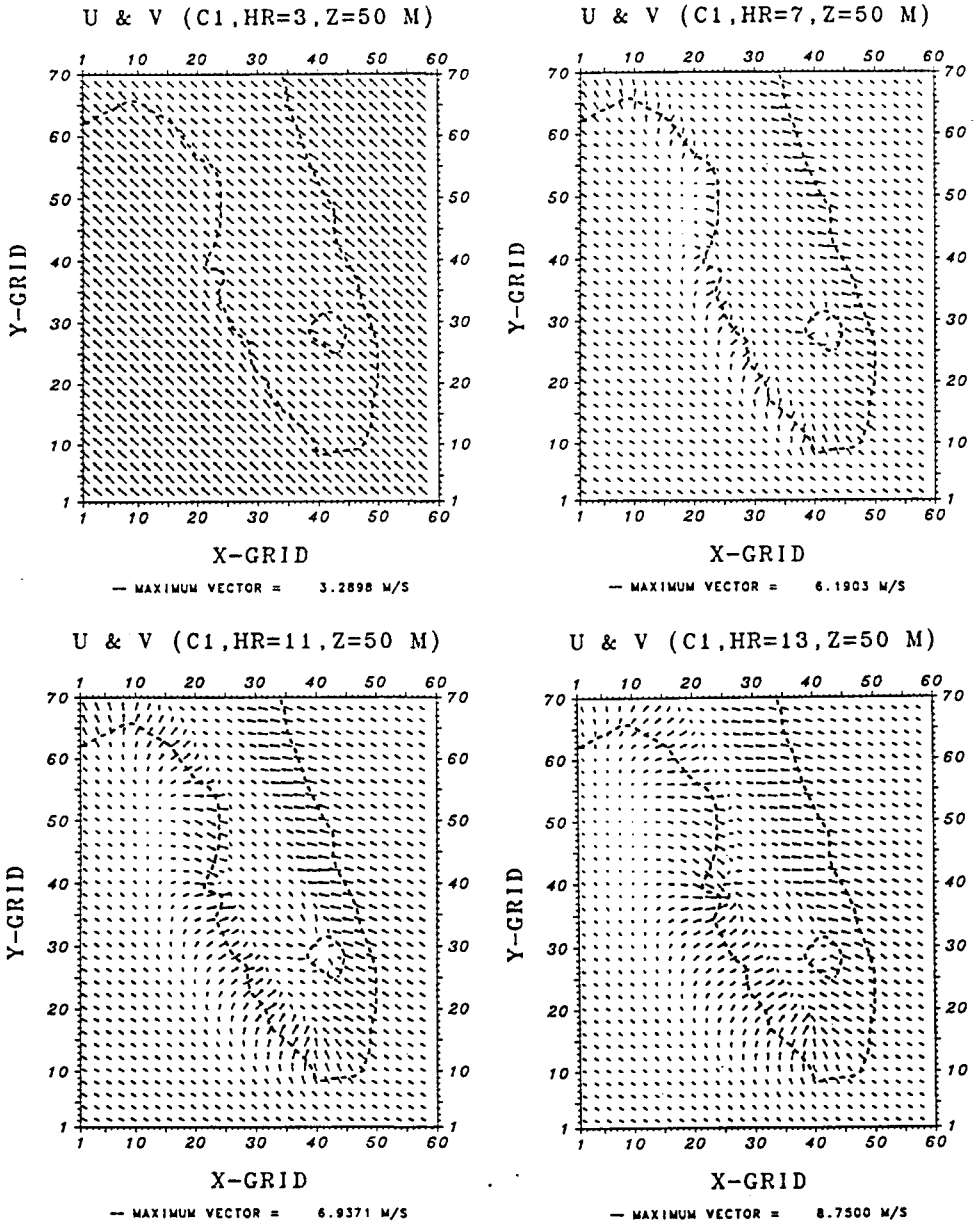 U & V (C1,HR=3,Z=50 M)
1 10 20 30 40 50 60
70 70
60 60
50 50
40 40
30 30
20 20
10 10
1 1
1 10 20 30 40 50 60
Y-GRID
X-GRID
— MAXIMUM VECTOR = 3.2898 M/S
U & V (C1,HR=7,Z=50 M)
1 10 20 30 40 50 60
70 70
60 60
50 50
40 40
30 30
20 20
10 10
1 1
1 10 20 30 40 50 60
Y-GRID
X-GRID
— MAXIMUM VECTOR = 6.1903 M/S
U & V (C1,HR=11,Z=50 M)
1 10 20 30 40 50 60
70 70
60 60
50 50
40 40
30 30
20 20
10 10
1 1
1 10 20 30 40 50 60
Y-GRID
X-GRID
— MAXIMUM VECTOR = 6.9371 M/S
U & V (C1,HR=13,Z=50 M)
1 10 20 30 40 50 60
70 70
60 60
50 50
40 40
30 30
20 20
10 10
1 1
1 10 20 30 40 50 60
Y-GRID
X-GRID
— MAXIMUM VECTOR = 8.7500 M/S